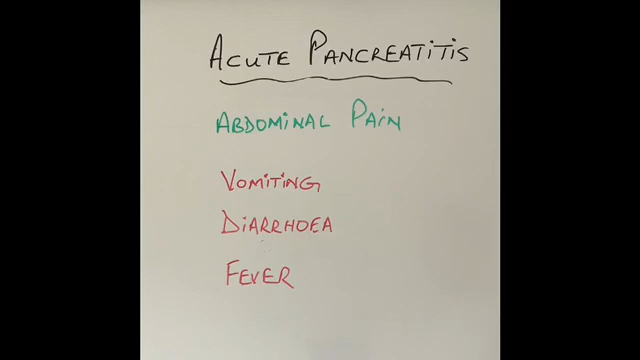 Acute Pancreatitis
Abdominal Pain
Vomiting
Diarrhoea
Fever